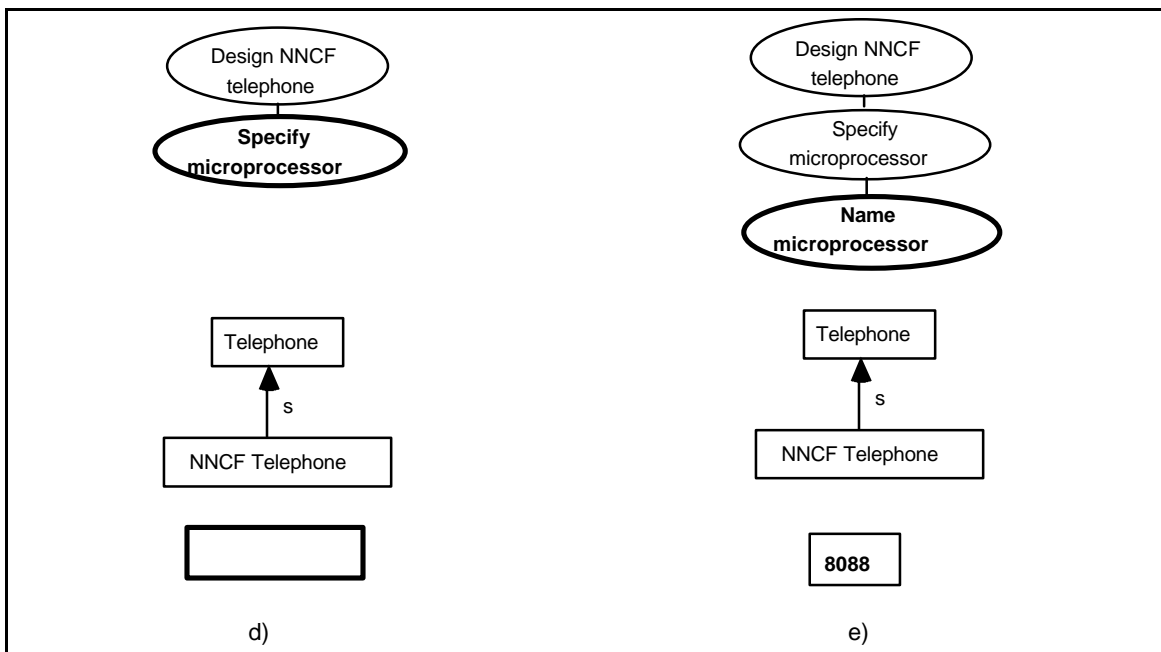 Design NNCF
telephone
Specify
microprocessor
Telephone
s
NNCF Telephone
d)
Design NNCF
telephone
Specify
microprocessor
Name
microprocessor
Telephone
s
NNCF Telephone
8088
e)